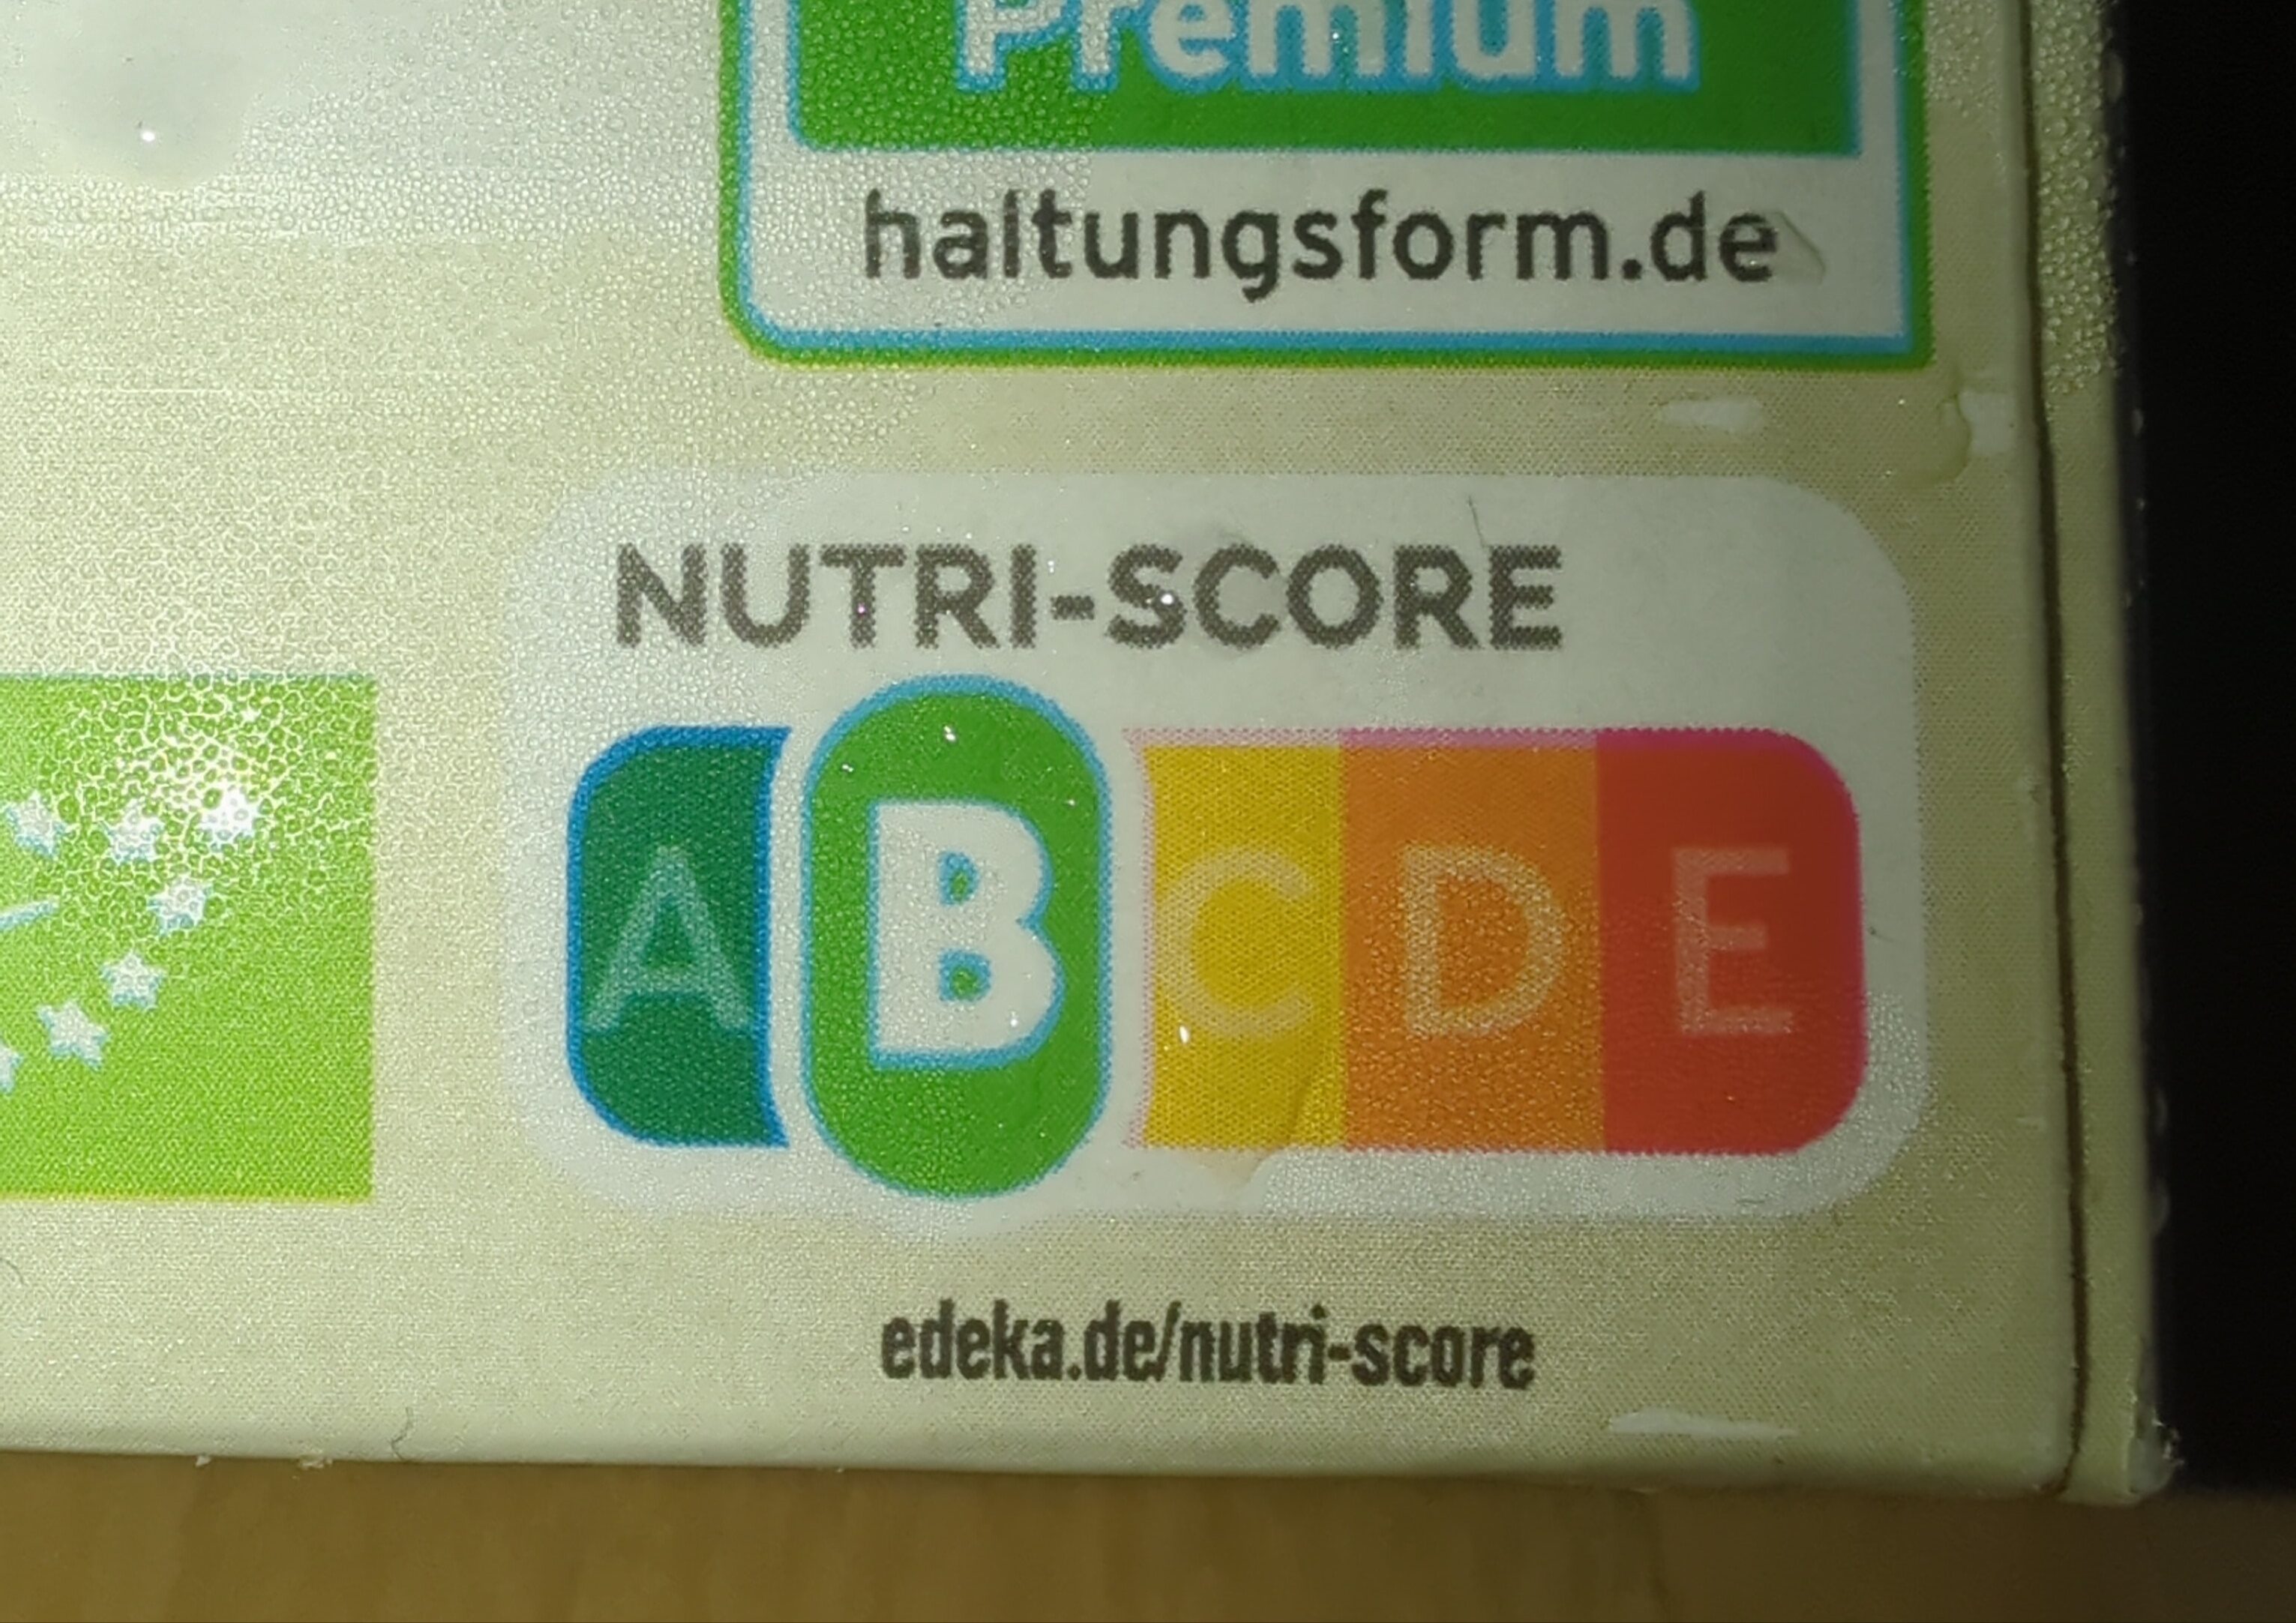 Premium
haltungsform.de
NUTRI-SCORE
A B C D E
edeka.de/nutri-score